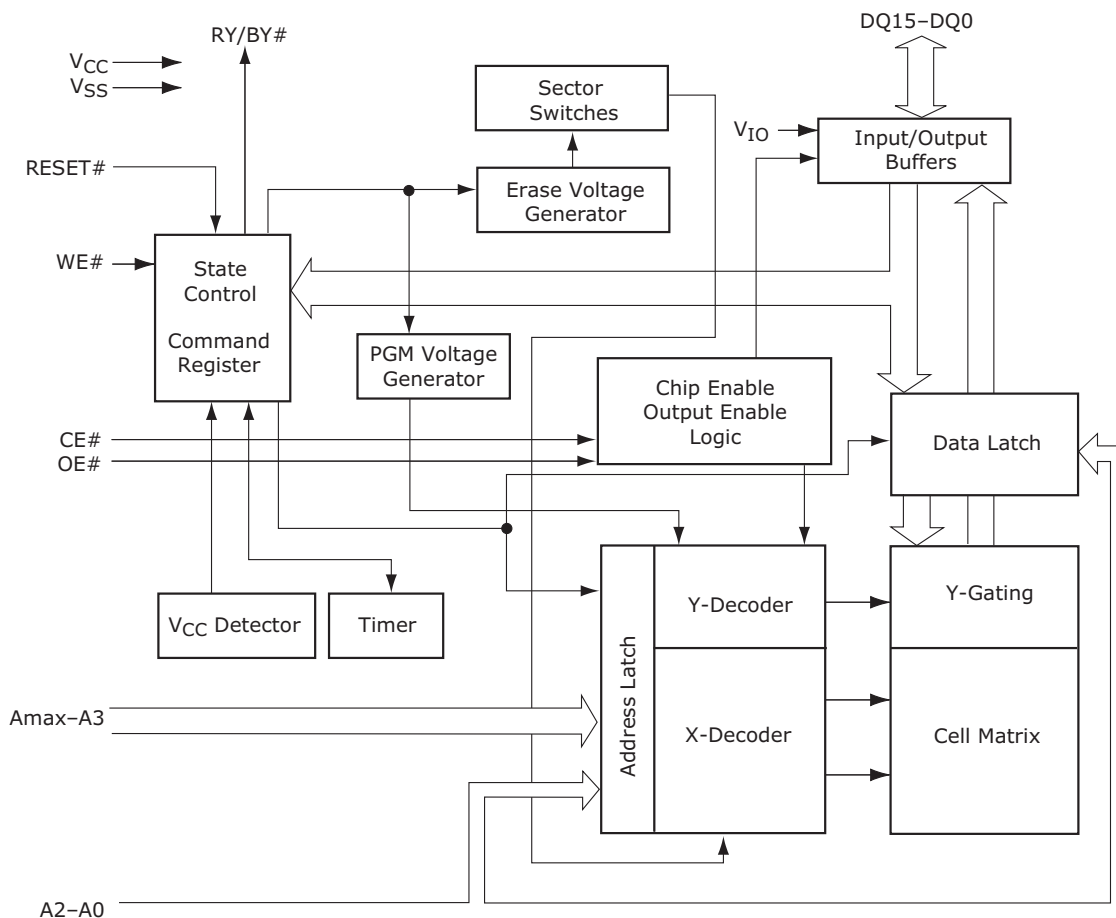 RY/BY#
DQ15–DQ0
VCC
VSS
Sector
Switches
VIO
Input/Output
Buffers
RESET#
Erase Voltage
Generator
WE#
State
Control
Command
Register
PGM Voltage
Generator
Chip Enable
Output Enable
Logic
CE#
OE#
Data Latch
Y-Decoder
Y-Gating
VCC Detector
Timer
Address Latch
Amax–A3
X-Decoder
Cell Matrix
A2–A0